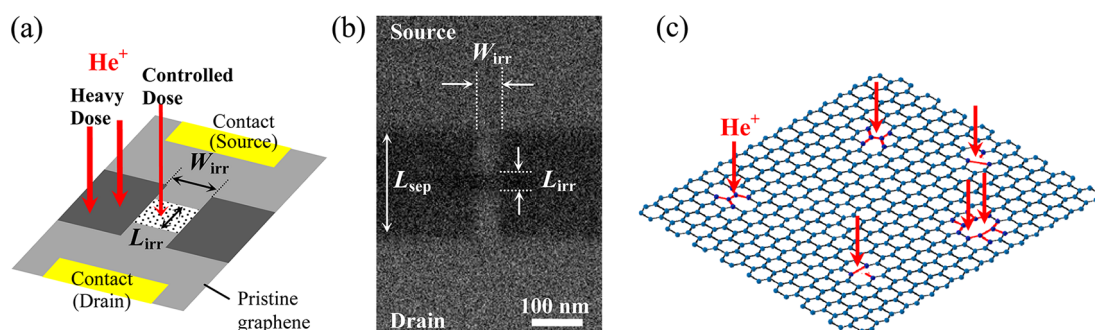 (a)
He+
Heavy
Dose
Controlled
Dose
Contact
(Source)
Wirr
Lirr
Contact
(Drain)
Pristine
graphene
(b)
Source
Wirr
Lsep
Lirr
Drain
100 nm
(c)
He+